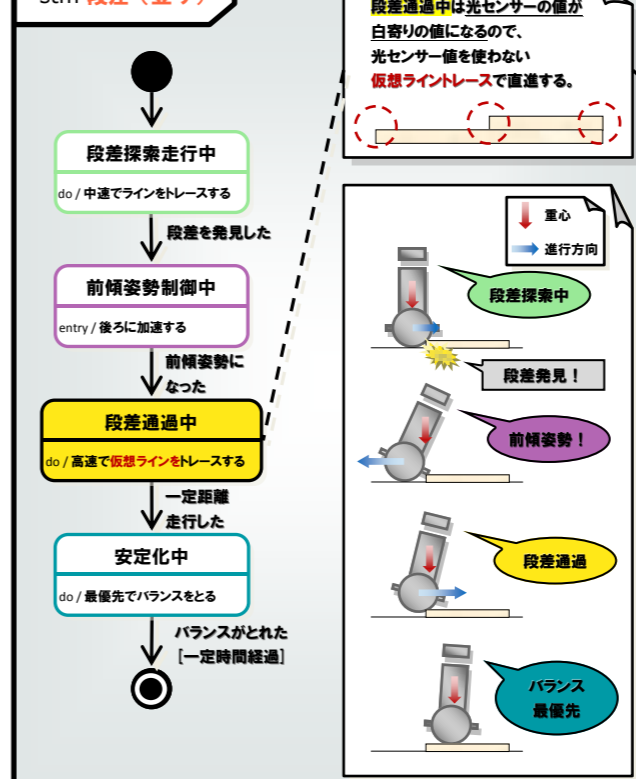 stm 段差（登り）
段差探索走行中
do / 中速でラインをトレースする
段差を発見した
前傾姿勢制御中
entry / 後ろに加速する
前傾姿勢に
なった
段差通過中
do / 高速で仮想ラインをトレースする
一定距離
走行した
安定化中
do / 最優先でバランスをとる
バランスがとれた
[一定時間経過]
段差通過中は光センサーの値が
白寄りの値になるので、
光センサー値を使わない
仮想ライントレースで直進する。
重心
進行方向
段差探索中
段差発見！
前傾姿勢！
段差通過
バランス
最優先